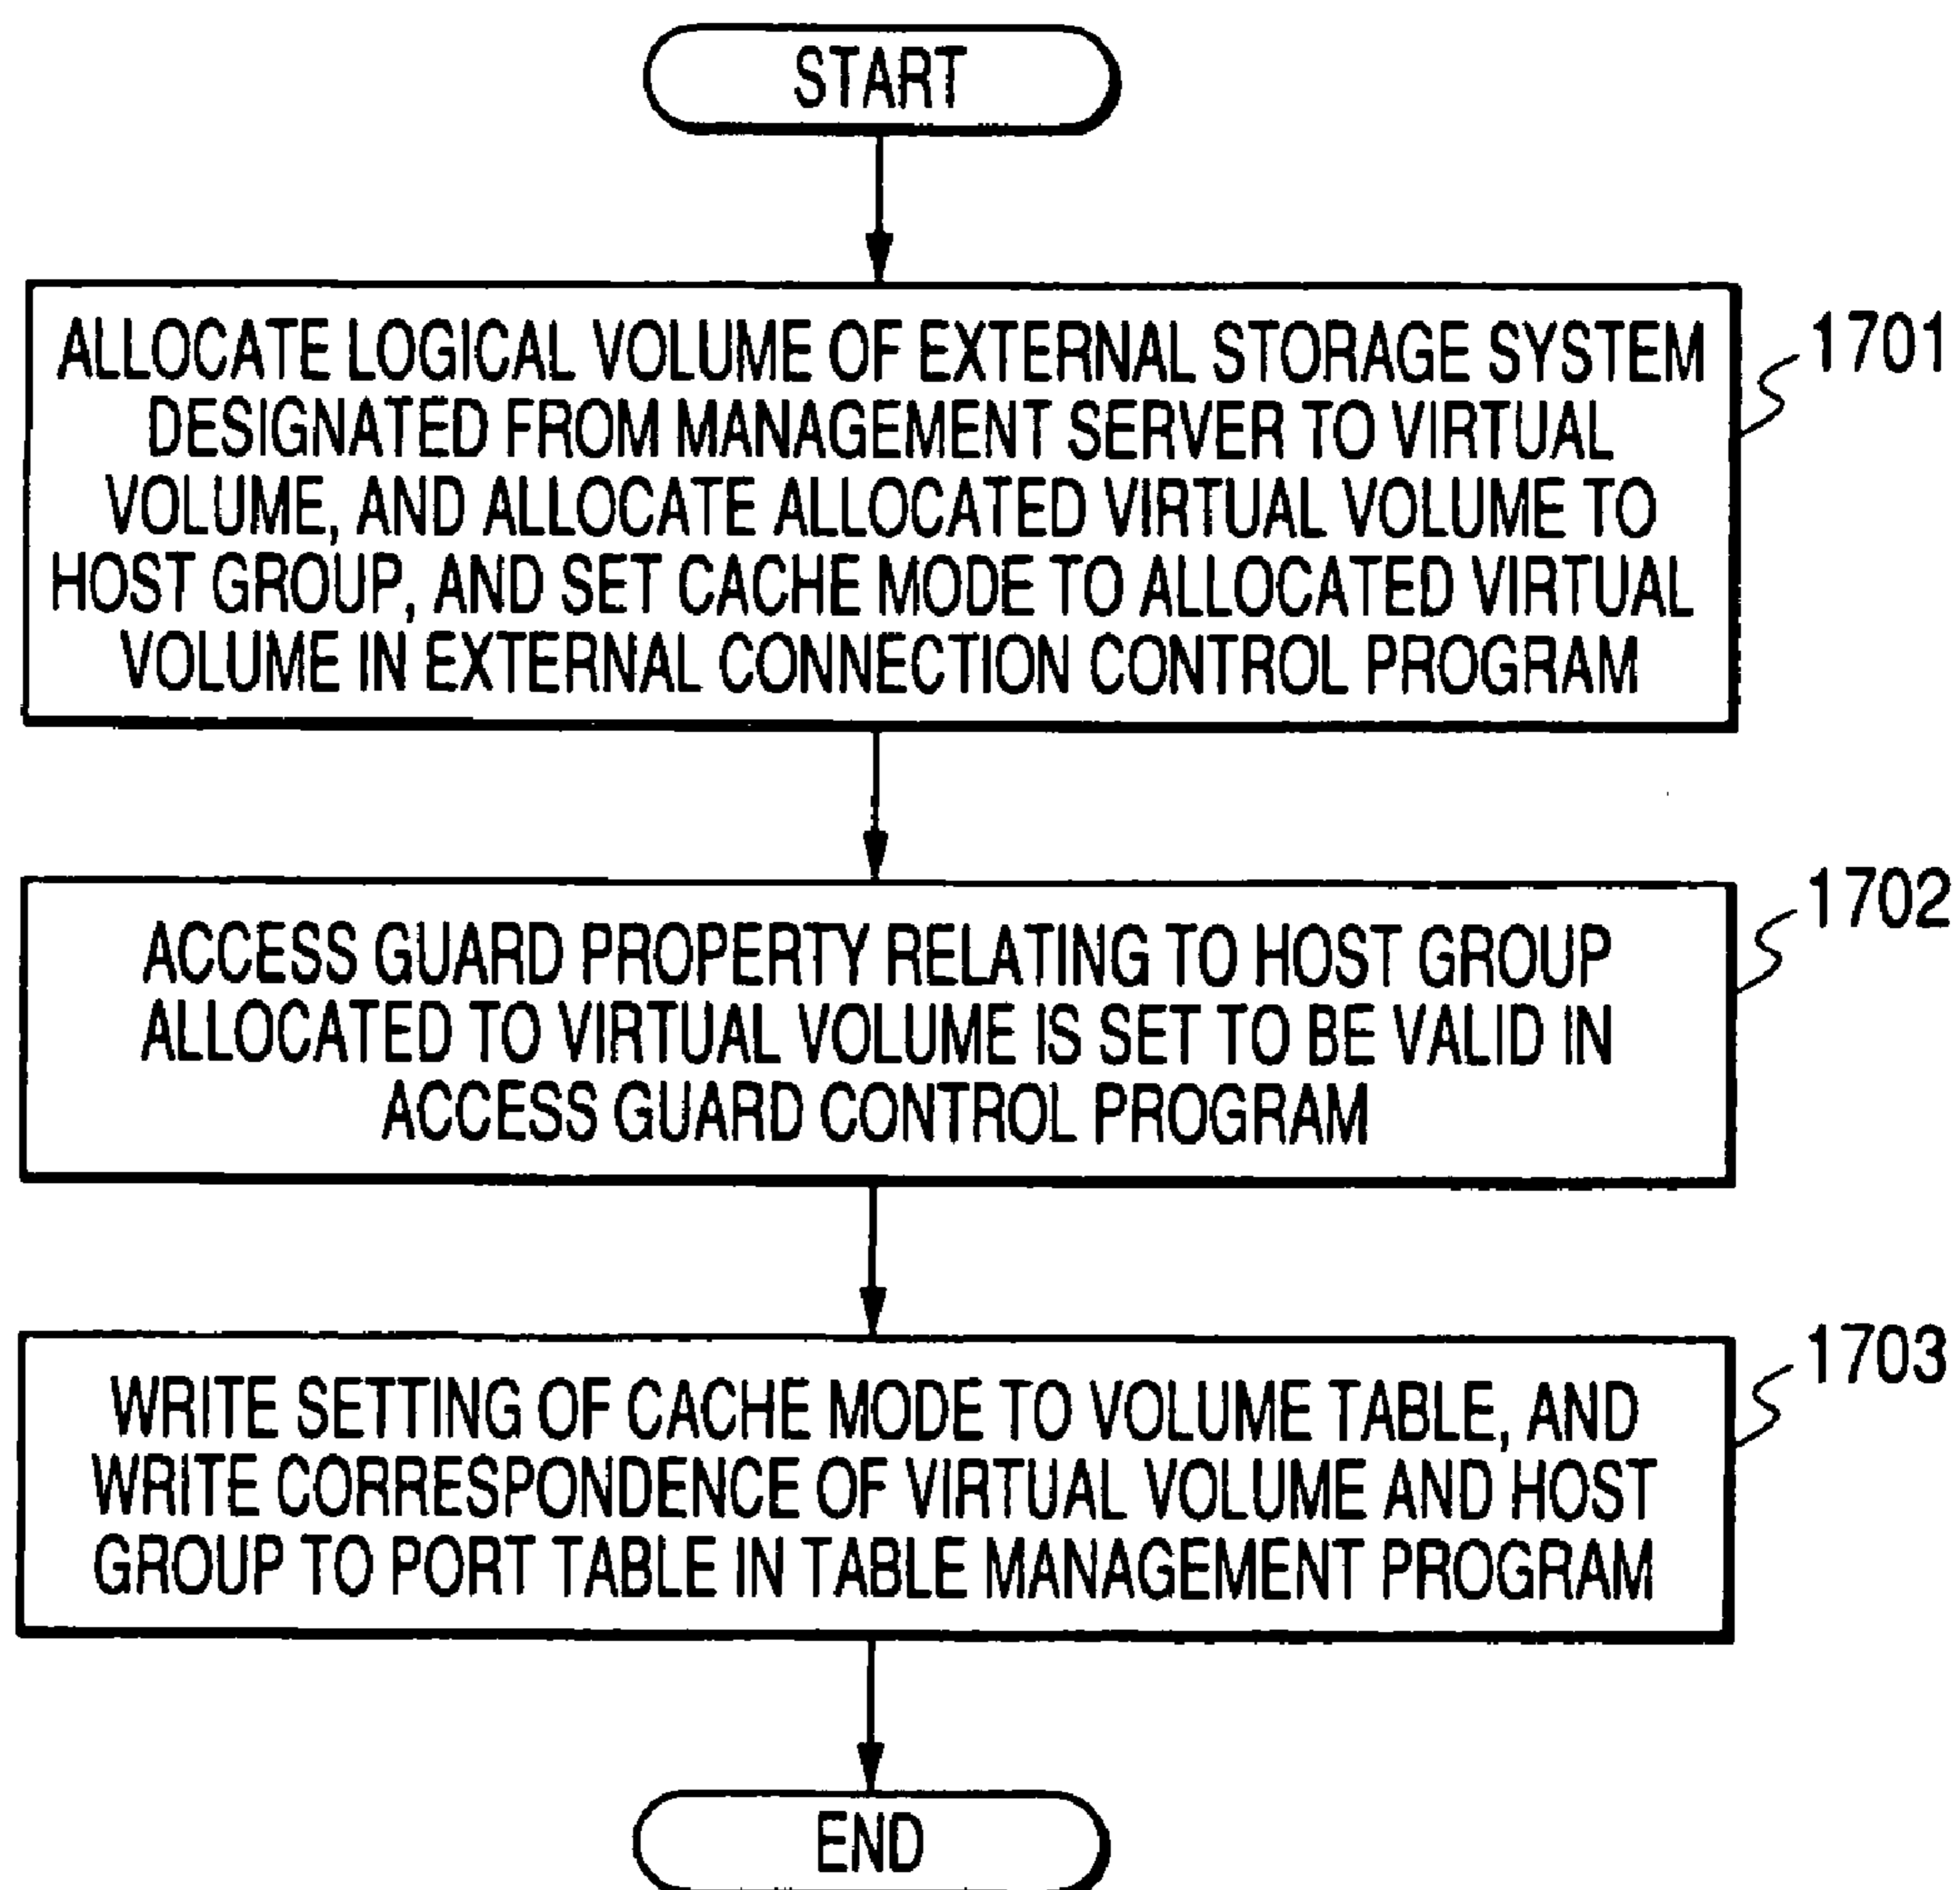 START
ALLOCATE LOGICAL VOLUME OF EXTERNAL STORAGE SYSTEM
DESIGNATED FROM MANAGEMENT SERVER TO VIRTUAL
VOLUME, AND ALLOCATE ALLOCATED VIRTUAL VOLUME TO
HOST GROUP, AND SET CACHE MODE TO ALLOCATED VIRTUAL
VOLUME IN EXTERNAL CONNECTION CONTROL PROGRAM
1701
ACCESS GUARD PROPERTY RELATING TO HOST GROUP
ALLOCATED TO VIRTUAL VOLUME IS SET TO BE VALID IN
ACCESS GUARD CONTROL PROGRAM
1702
WRITE SETTING OF CACHE MODE TO VOLUME TABLE, AND
WRITE CORRESPONDENCE OF VIRTUAL VOLUME AND HOST
GROUP TO PORT TABLE IN TABLE MANAGEMENT PROGRAM
1703
END